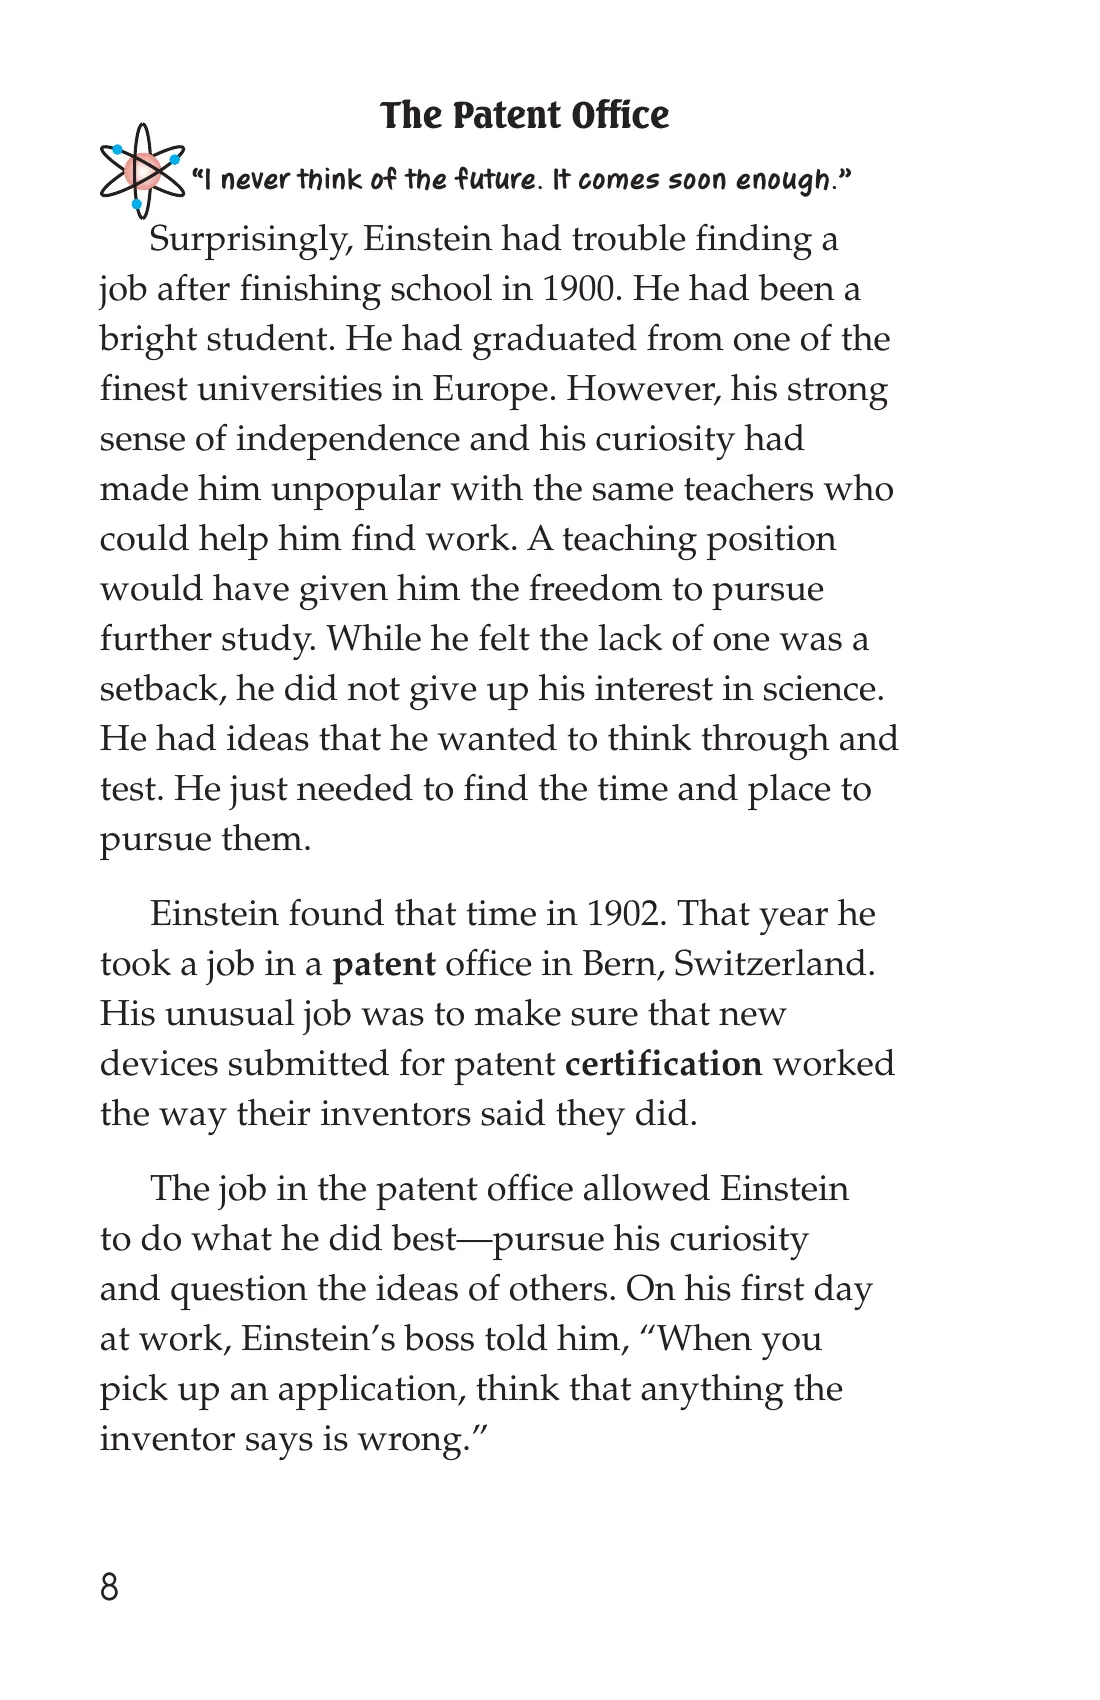 The Patent Office
“I never think of the future. It comes soon enough.”
Surprisingly, Einstein had trouble finding a
job after finishing school in 1900. He had been a
bright student. He had graduated from one of the
finest universities in Europe. However, his strong
sense of independence and his curiosity had
made him unpopular with the same teachers who
could help him find work. A teaching position
would have given him the freedom to pursue
further study. While he felt the lack of one was a
setback, he did not give up his interest in science.
He had ideas that he wanted to think through and
test. He just needed to find the time and place to
pursue them.
Einstein found that time in 1902. That year he
took a job in a patent office in Bern, Switzerland.
His unusual job was to make sure that new
devices submitted for patent certification worked
the way their inventors said they did.
The job in the patent office allowed Einstein
to do what he did best—pursue his curiosity
and question the ideas of others. On his first day
at work, Einstein’s boss told him, “When you
pick up an application, think that anything the
inventor says is wrong.”
8